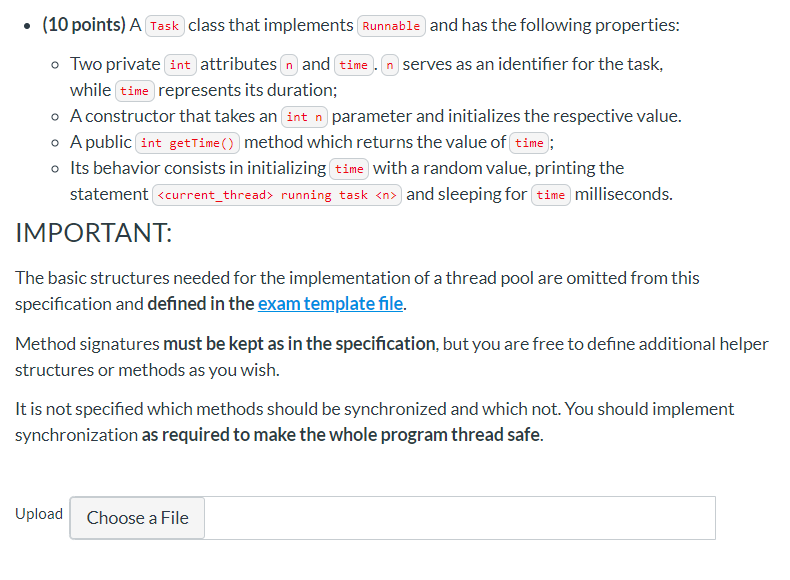 • (10 points) A Task class that implements Runnable and has the following properties:
○ Two private int attributes n and time. n serves as an identifier for the task,
while time represents its duration;
○ A constructor that takes an int n parameter and initializes the respective value.
○ A public int getTime() method which returns the value of time;
○ Its behavior consists in initializing time with a random value, printing the
statement <current_thread> running task <n> and sleeping for time milliseconds.
IMPORTANT:
The basic structures needed for the implementation of a thread pool are omitted from this
specification and defined in the exam template file.
Method signatures must be kept as in the specification, but you are free to define additional helper
structures or methods as you wish.
It is not specified which methods should be synchronized and which not. You should implement
synchronization as required to make the whole program thread safe.
Upload Choose a File